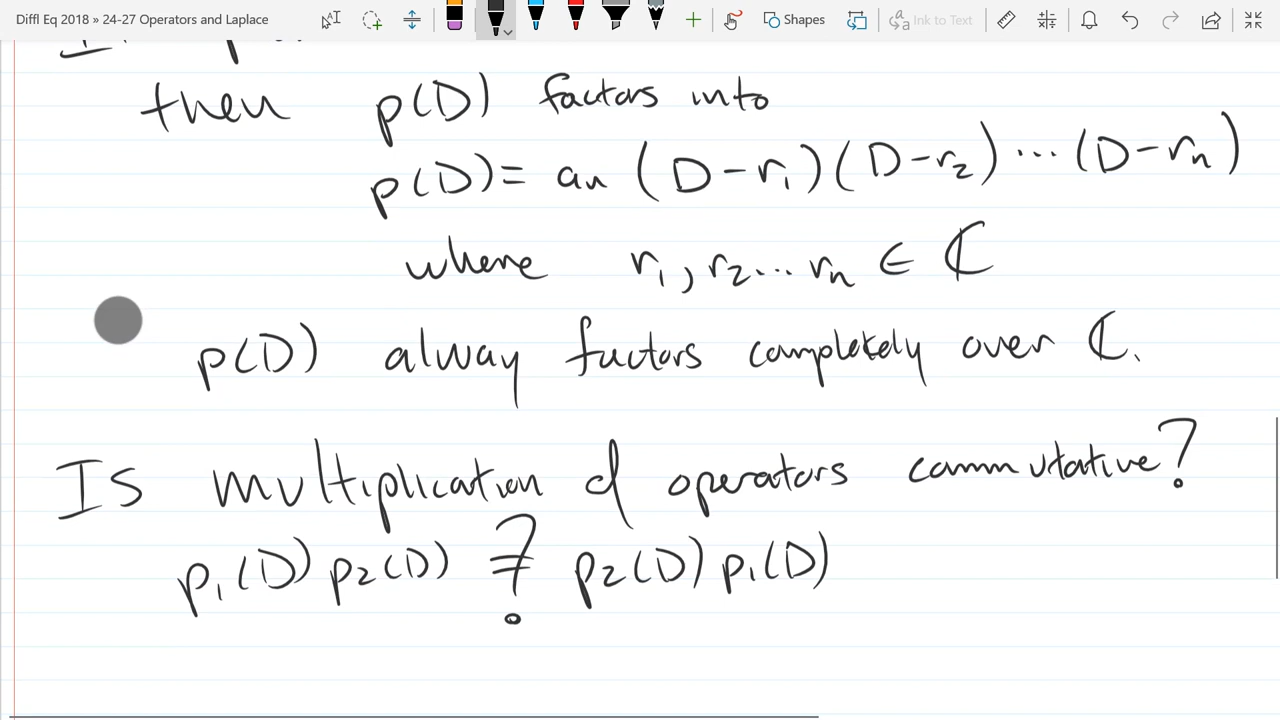 Diffl Eq 2018 » 24-27 Operators and Laplace
Shapes
Ink to Text
then p(D) factors into
p(D) = an (D-r1)(D-r2)...(D-rn)
where r1, r2... rn ∈ ℂ
p(D) alway factors completely over ℂ.
Is multiplication of operators commutative?
p1(D) p2(D) =? p2(D) p1(D)